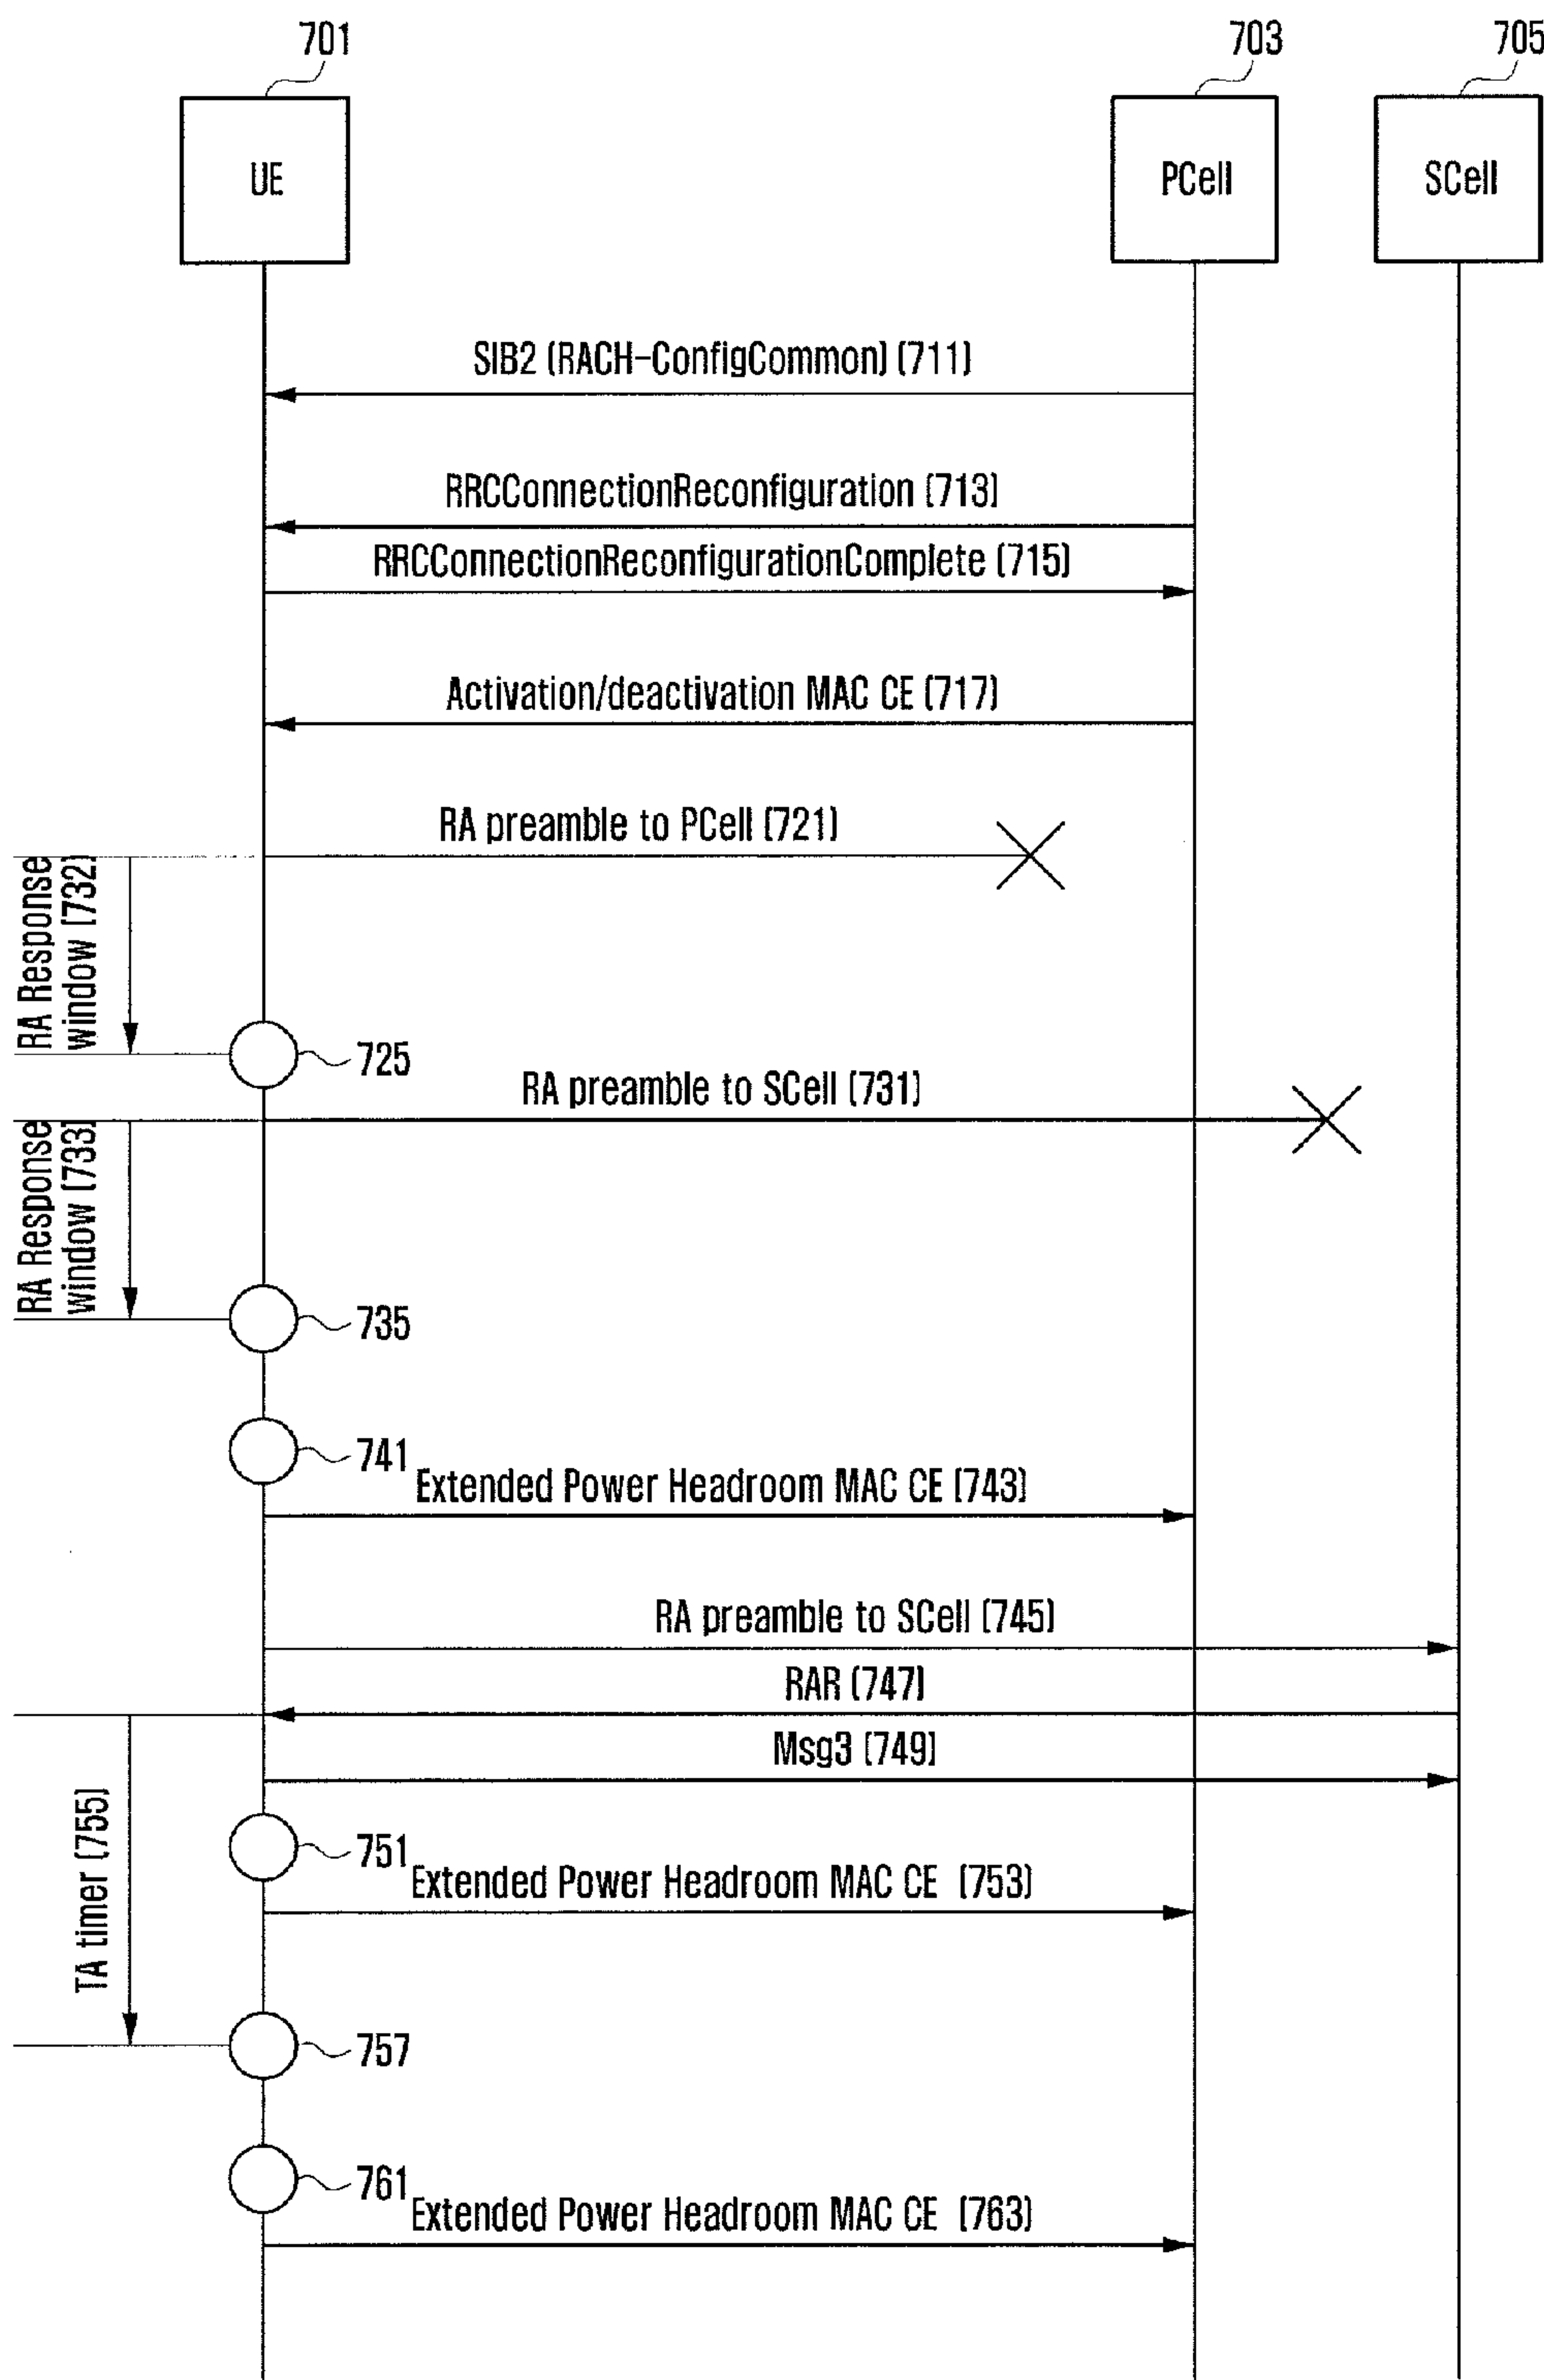 701
703
705
UE
PCell
SCell
SIB2 (RACH-ConfigCommon) (711)
RRCConnectionReconfiguration (713)
RRCConnectionReconfigurationComplete (715)
Activation/deactivation MAC CE (717)
RA preamble to PCell (721)
RA Response
window (732)
725
RA preamble to SCell (731)
RA Response
window (733)
735
741
Extended Power Headroom MAC CE (743)
RA preamble to SCell (745)
RAR (747)
Msg3 (749)
TA timer (755)
751
Extended Power Headroom MAC CE (753)
757
761
Extended Power Headroom MAC CE (763)